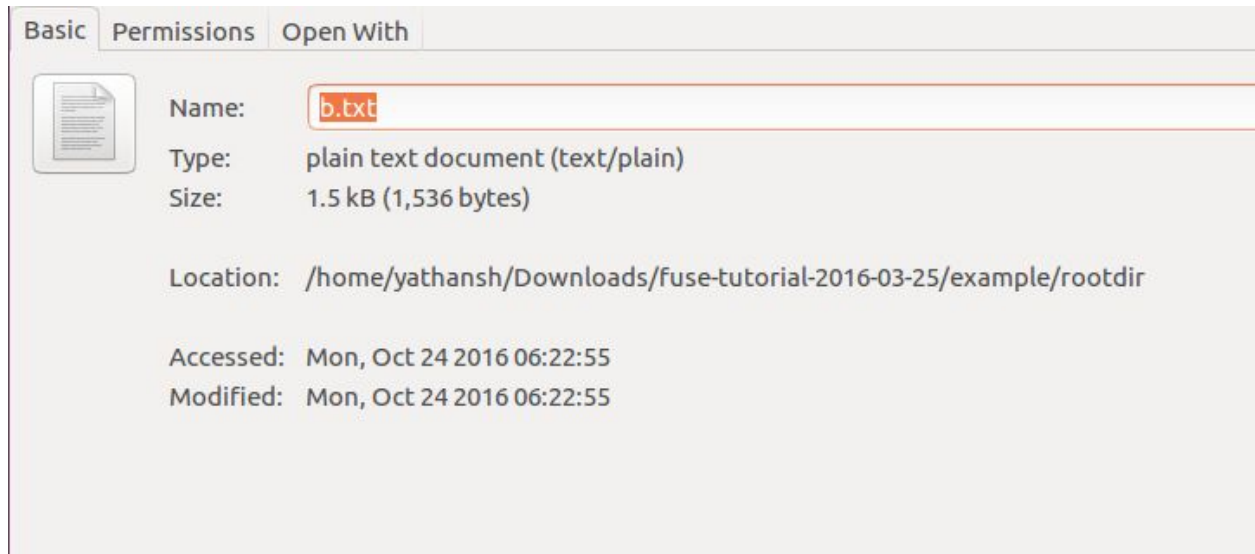 Basic Permissions Open With
Name: b.txt
Type: plain text document (text/plain)
Size: 1.5 kB (1,536 bytes)
Location: /home/yathansh/Downloads/fuse-tutorial-2016-03-25/example/rootdir
Accessed: Mon, Oct 24 2016 06:22:55
Modified: Mon, Oct 24 2016 06:22:55